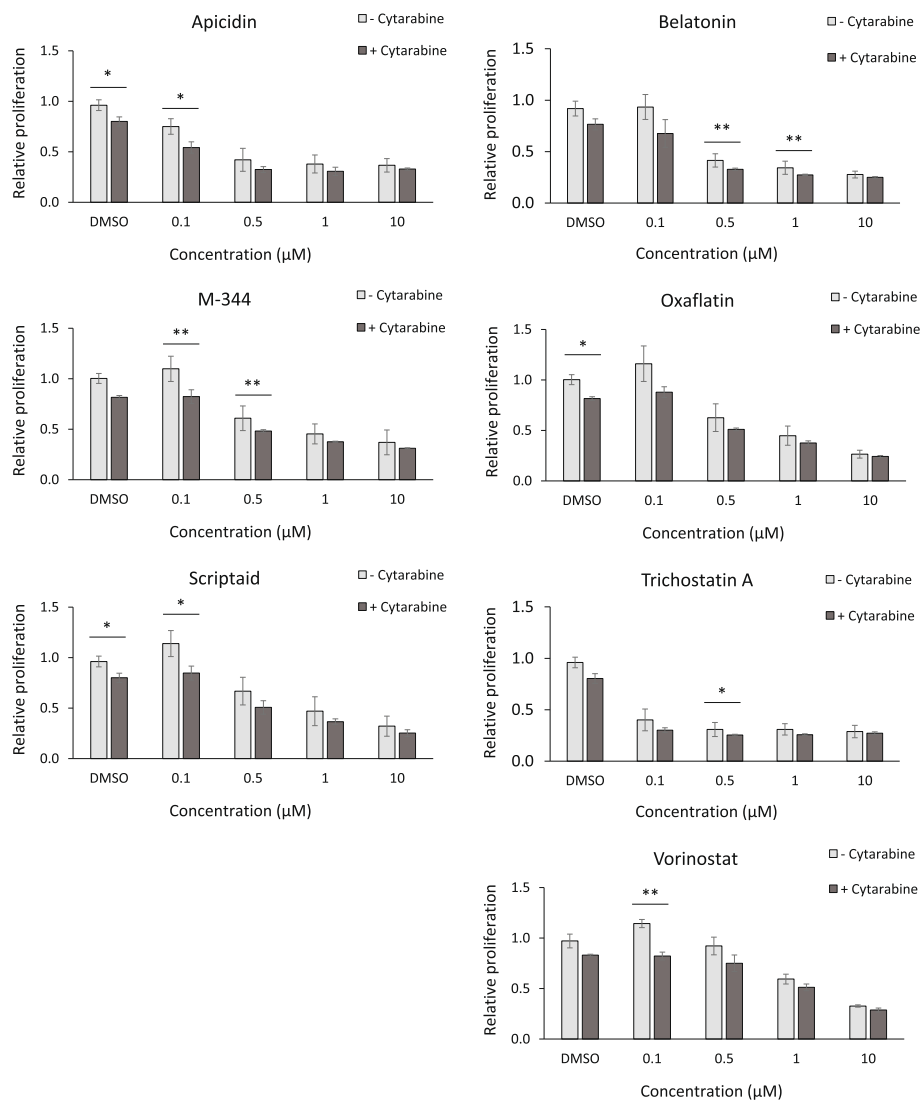 Apicidin
- Cytarabine
+ Cytarabine
Relative proliferation
1.5
1.0
0.5
0.0
*
*
DMSO 0.1 0.5 1 10
Concentration (µM)
Belatonin
- Cytarabine
+ Cytarabine
Relative proliferation
1.5
1.0
0.5
0.0
**
**
DMSO 0.1 0.5 1 10
Concentration (µM)
M-344
- Cytarabine
+ Cytarabine
Relative proliferation
1.5
1.0
0.5
0.0
**
**
DMSO 0.1 0.5 1 10
Concentration (µM)
Oxaflatin
- Cytarabine
+ Cytarabine
Relative proliferation
1.5
1.0
0.5
0.0
*
DMSO 0.1 0.5 1 10
Concentration (µM)
Scriptaid
- Cytarabine
+ Cytarabine
Relative proliferation
1.5
1.0
0.5
0.0
*
*
DMSO 0.1 0.5 1 10
Concentration (µM)
Trichostatin A
- Cytarabine
+ Cytarabine
Relative proliferation
1.5
1.0
0.5
0.0
*
DMSO 0.1 0.5 1 10
Concentration (µM)
Vorinostat
- Cytarabine
+ Cytarabine
Relative proliferation
1.5
1.0
0.5
0.0
**
DMSO 0.1 0.5 1 10
Concentration (µM)